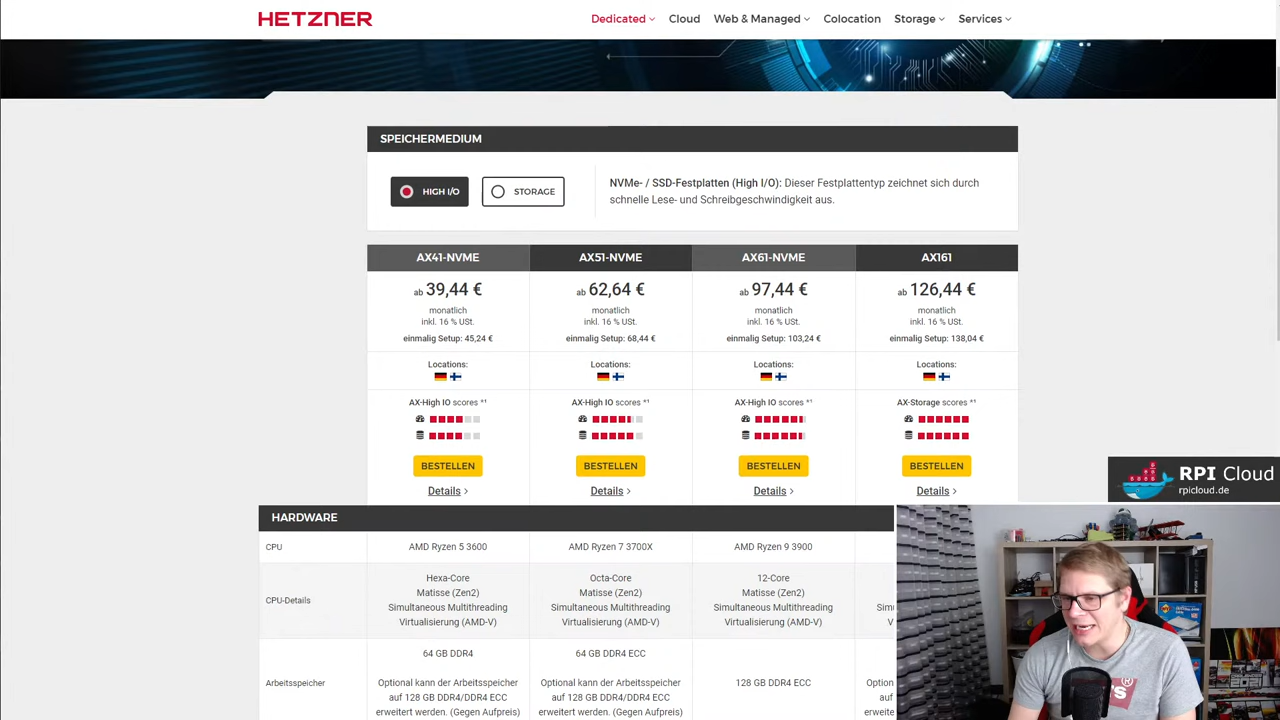 HETZNER
Dedicated Cloud Web & Managed Colocation Storage Services
SPEICHERMEDIUM
HIGH I/O
STORAGE
NVMe- / SSD-Festplatten (High I/O): Dieser Festplattentyp zeichnet sich durch
schnelle Lese- und Schreibgeschwindigkeit aus.
AX41-NVME AX51-NVME AX61-NVME AX161
ab 39,44 € ab 62,64 € ab 97,44 € ab 126,44 €
monatlich monatlich monatlich monatlich
inkl. 16 % USt. inkl. 16 % USt. inkl. 16 % USt. inkl. 16 % USt.
einmalig Setup: 45,24 € einmalig Setup: 68,44 € einmalig Setup: 103,24 € einmalig Setup: 138,04 €
Locations: Locations: Locations: Locations:
AX-High IO scores *¹ AX-High IO scores *¹ AX-High IO scores *¹ AX-Storage scores *¹
BESTELLEN BESTELLEN BESTELLEN BESTELLEN
Details Details Details Details
RPI Cloud
rpicloud.de
HARDWARE
CPU AMD Ryzen 5 3600 AMD Ryzen 7 3700X AMD Ryzen 9 3900
CPU-Details
Hexa-Core Octa-Core 12-Core
Matisse (Zen2) Matisse (Zen2) Matisse (Zen2)
Simultaneous Multithreading Simultaneous Multithreading Simultaneous Multithreading
Virtualisierung (AMD-V) Virtualisierung (AMD-V) Virtualisierung (AMD-V)
Arbeitsspeicher
64 GB DDR4 64 GB DDR4 ECC
Optional kann der Arbeitsspeicher Optional kann der Arbeitsspeicher 128 GB DDR4 ECC
auf 128 GB DDR4/DDR4 ECC auf 128 GB DDR4/DDR4 ECC
erweitert werden. (Gegen Aufpreis) erweitert werden. (Gegen Aufpreis)